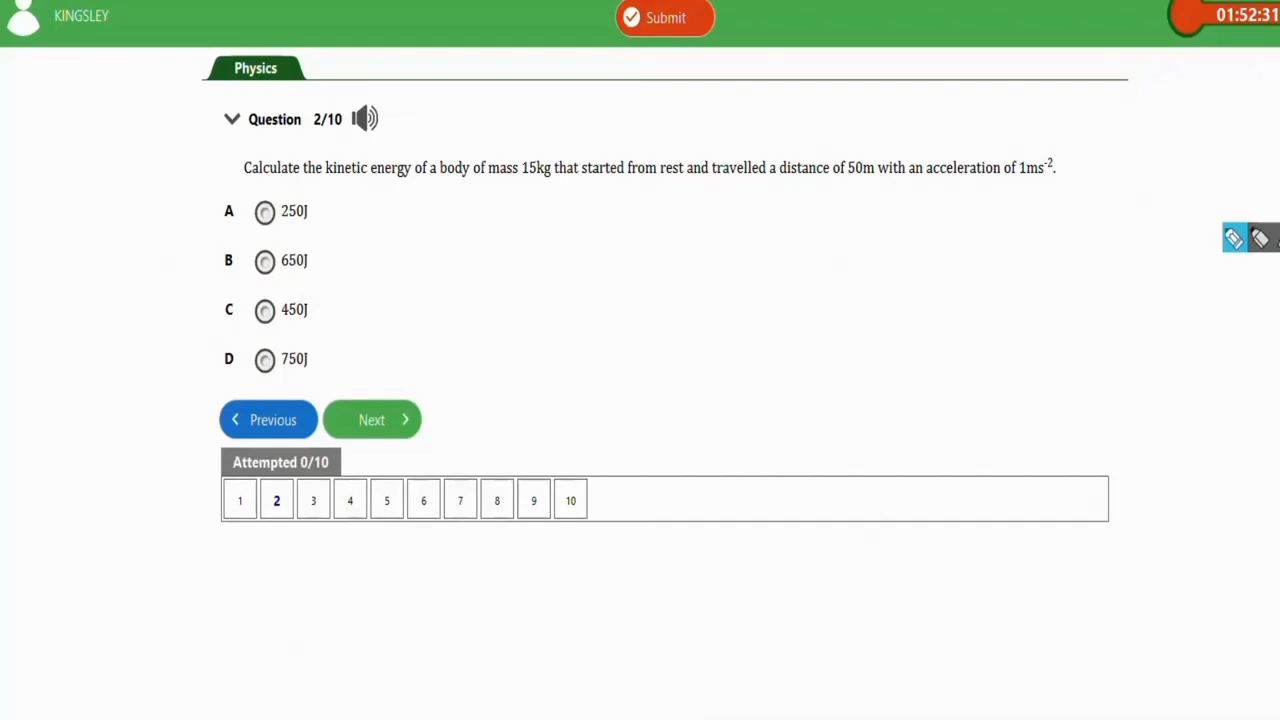 KINGSLEY
Submit
01:52:31
Physics
Question 2/10
Calculate the kinetic energy of a body of mass 15kg that started from rest and travelled a distance of 50m with an acceleration of 1ms⁻².
A 250J
B 650J
C 450J
D 750J
Previous Next
Attempted 0/10
1 2 3 4 5 6 7 8 9 10